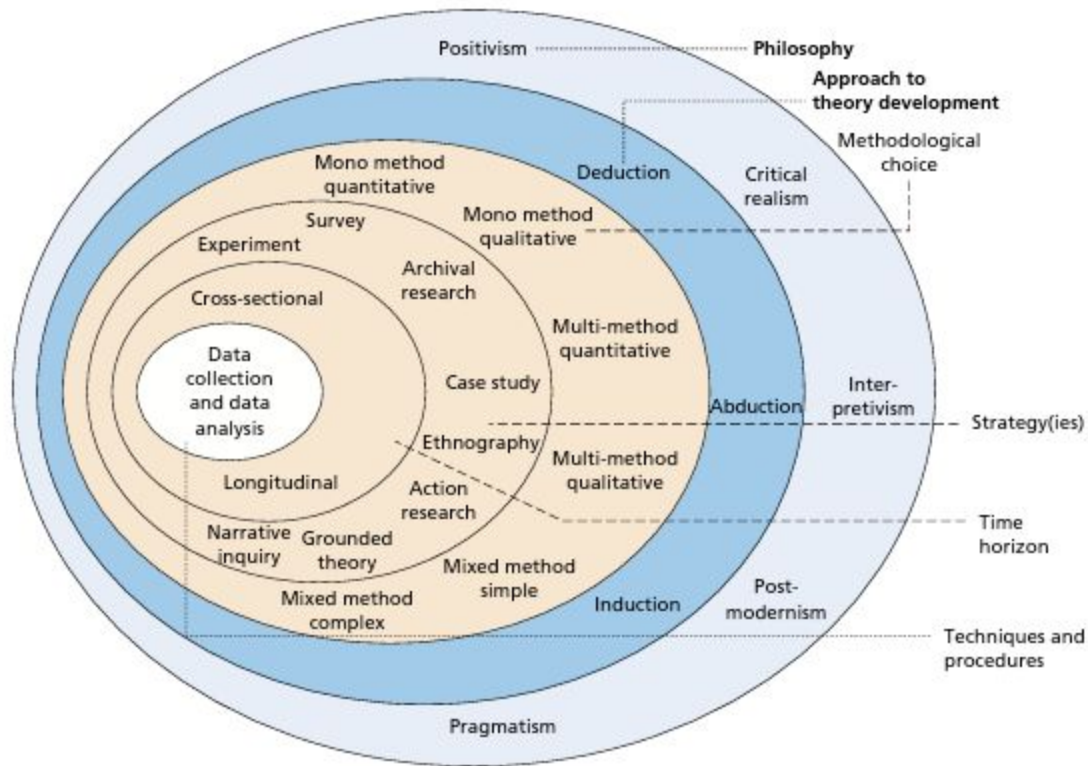 Positivism
Philosophy
Approach to
theory development
Methodological
choice
Mono method
quantitative
Deduction
Critical
realism
Mono method
qualitative
Survey
Experiment
Archival
research
Cross-sectional
Multi-method
quantitative
Data
collection
and data
analysis
Case study
Abduction
Inter-
pretivism
Strategy(ies)
Ethnography
Multi-method
qualitative
Longitudinal
Action
research
Time
horizon
Narrative
inquiry
Grounded
theory
Mixed method
simple
Mixed method
complex
Induction
Post-
modernism
Techniques and
procedures
Pragmatism